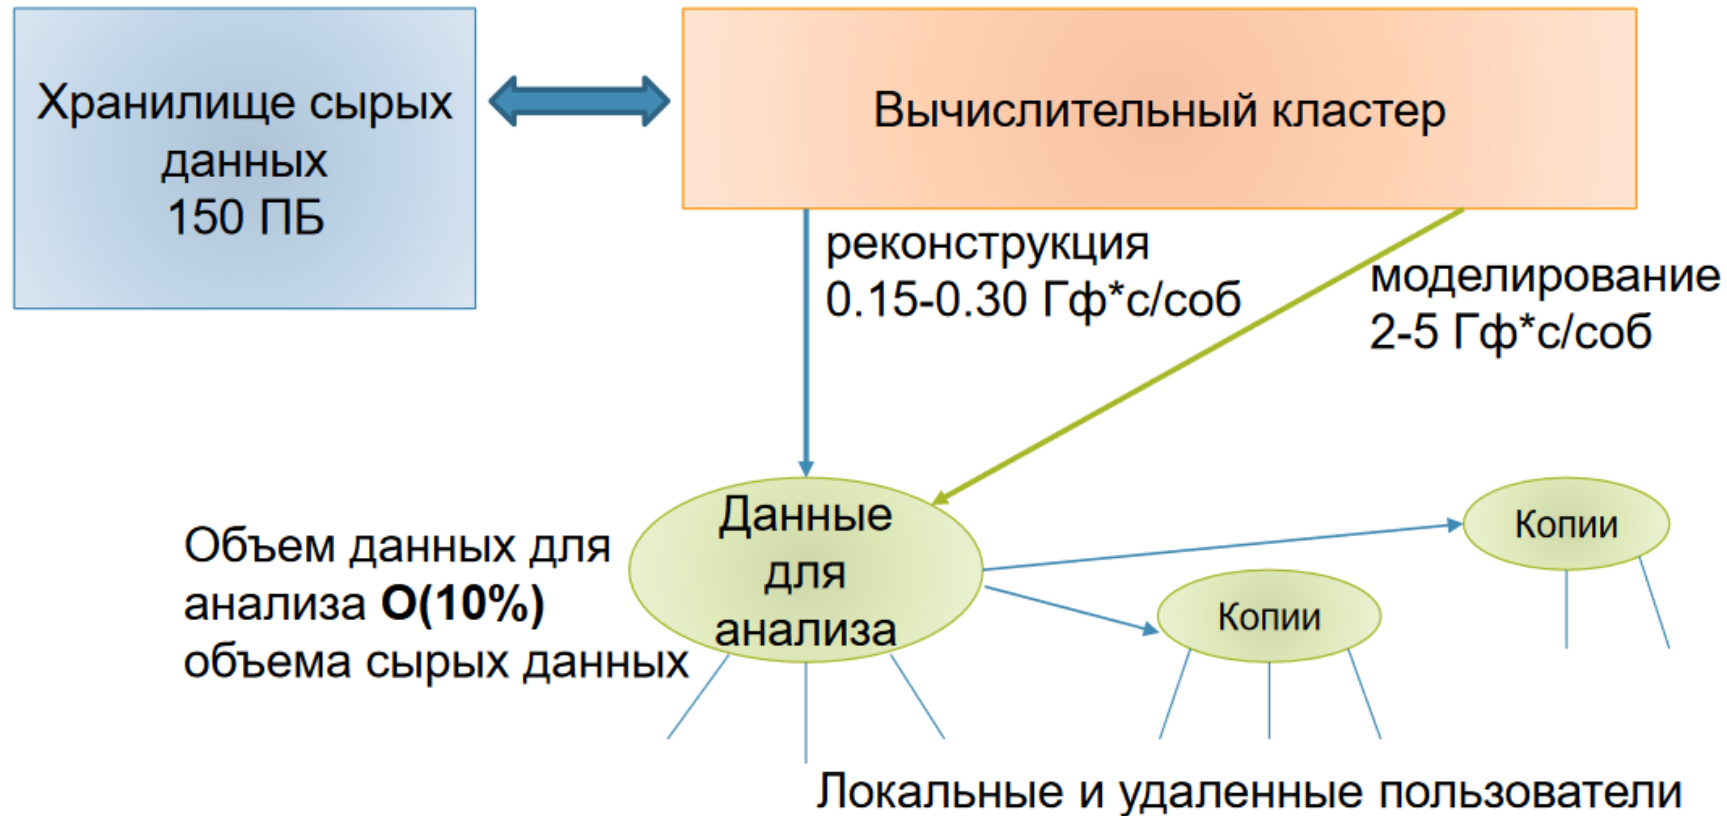 Хранилище сырых
данных
150 ПБ
Вычислительный кластер
реконструкция
0.15-0.30 Гф*с/соб
моделирование
2-5 Гф*с/соб
Данные
для
анализа
Объем данных для
анализа O(10%)
объема сырых данных
Копии
Копии
Локальные и удаленные пользователи